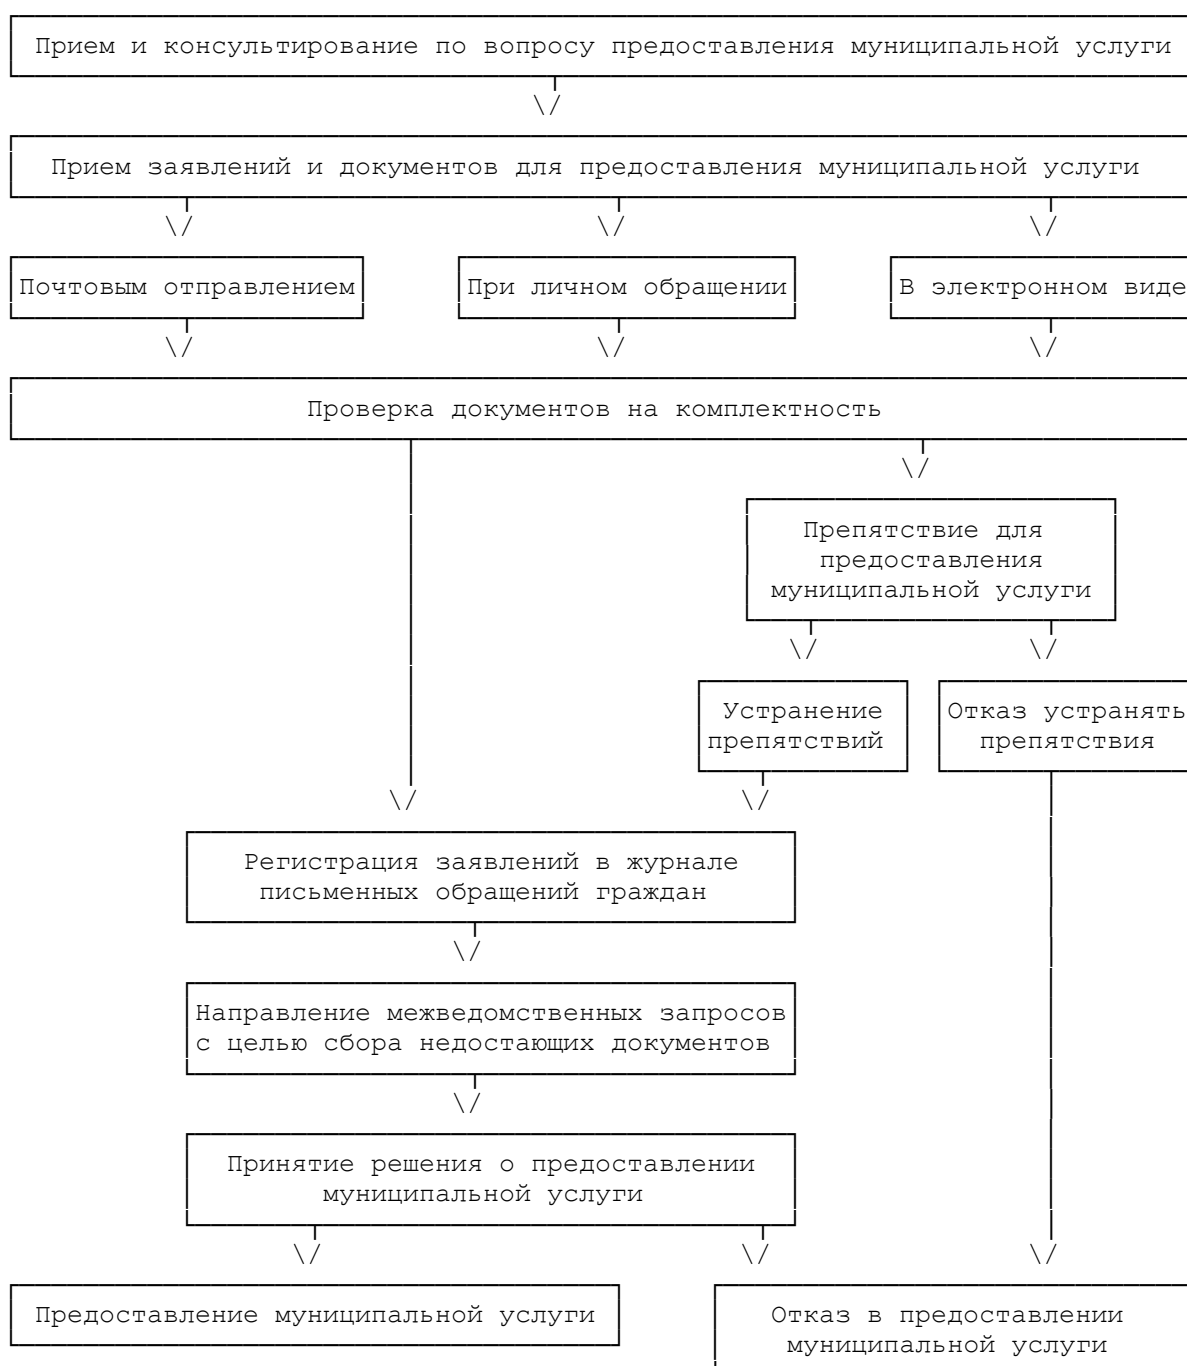 Прием и консультирование по вопросу предоставления муниципальной услуги
Прием заявлений и документов для предоставления муниципальной услуги
Почтовым отправлением
При личном обращении
В электронном виде
Проверка документов на комплектность
Препятствие для
предоставления
муниципальной услуги
Устранение
препятствий
Отказ устранять
препятствия
Регистрация заявлений в журнале
письменных обращений граждан
Направление межведомственных запросов
с целью сбора недостающих документов
Принятие решения о предоставлении
муниципальной услуги
Предоставление муниципальной услуги
Отказ в предоставлении
муниципальной услуги